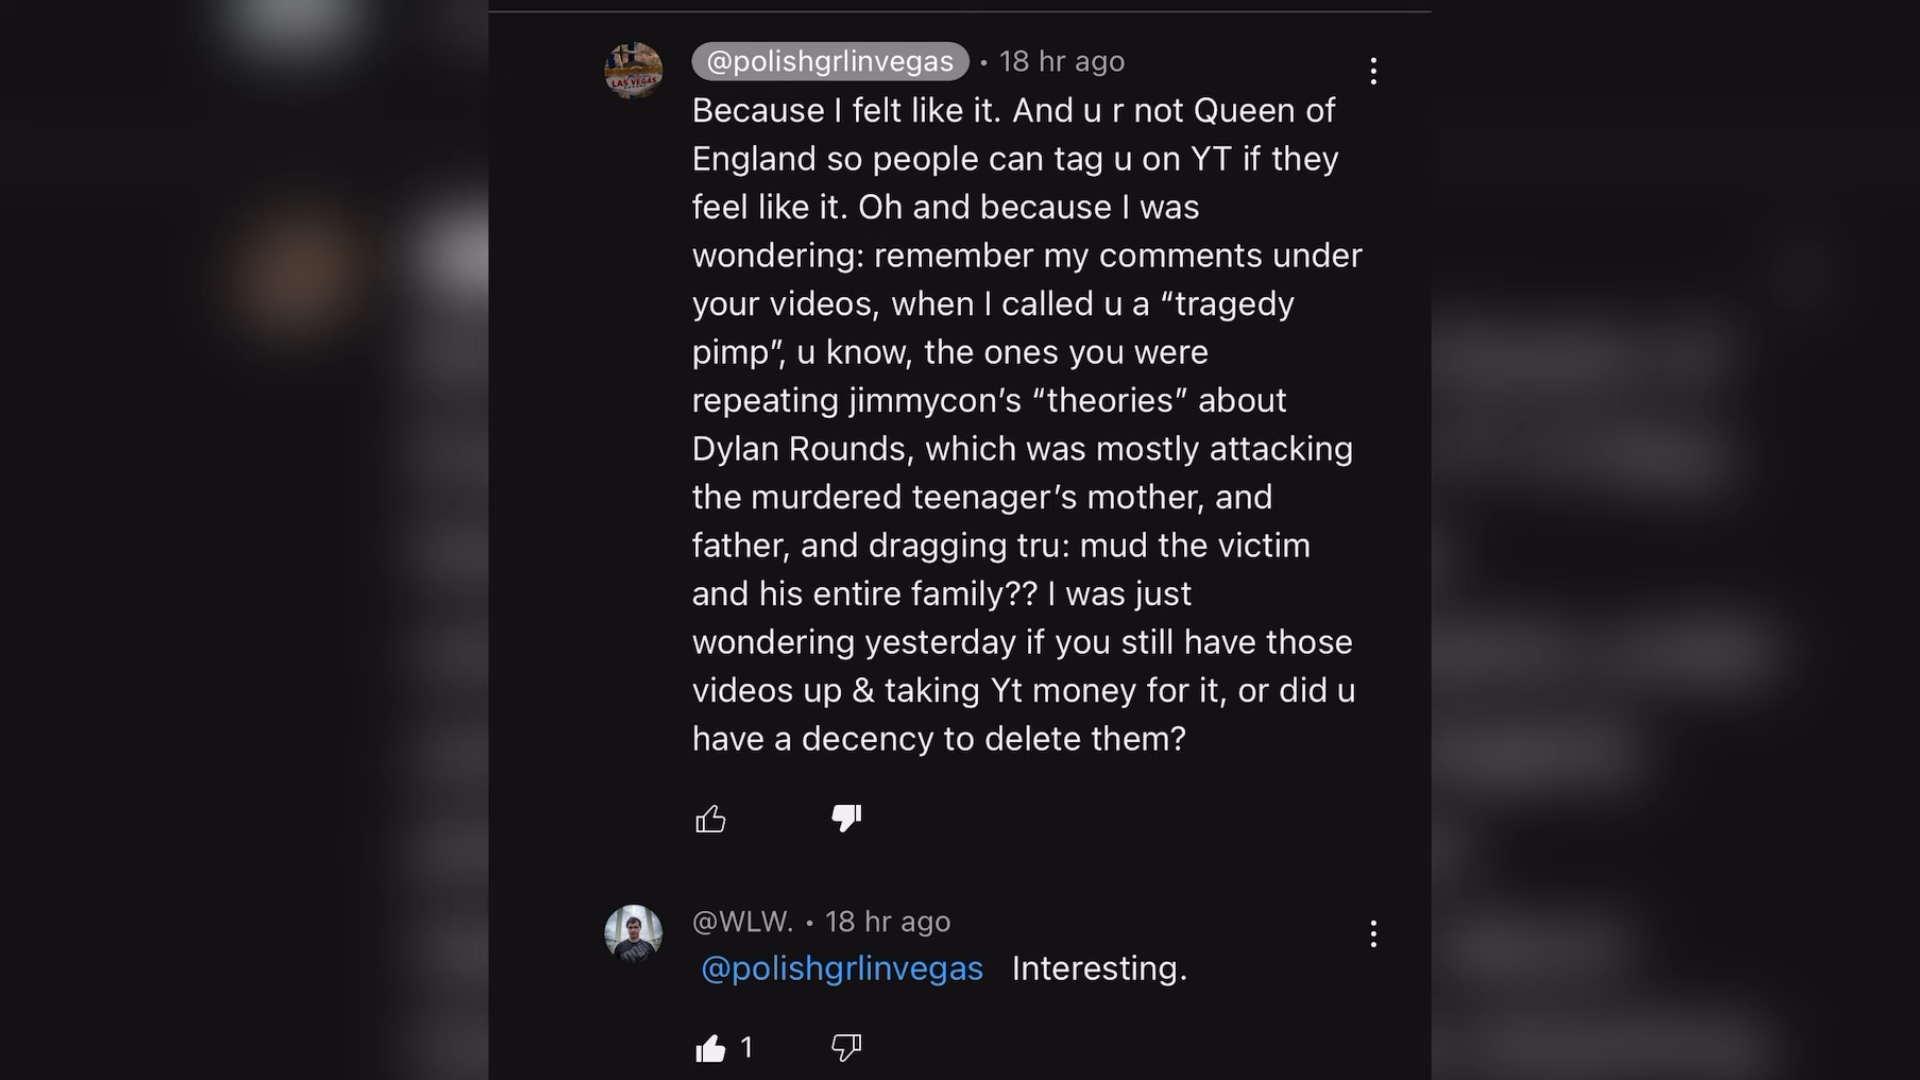 LAS VEGAS
@polishgrlinvegas • 18 hr ago
Because I felt like it. And u r not Queen of
England so people can tag u on YT if they
feel like it. Oh and because I was
wondering: remember my comments under
your videos, when I called u a “tragedy
pimp”, u know, the ones you were
repeating jimmycon’s “theories” about
Dylan Rounds, which was mostly attacking
the murdered teenager’s mother, and
father, and dragging tru: mud the victim
and his entire family?? I was just
wondering yesterday if you still have those
videos up & taking Yt money for it, or did u
have a decency to delete them?
@WLW. • 18 hr ago
@polishgrlinvegas Interesting.
1